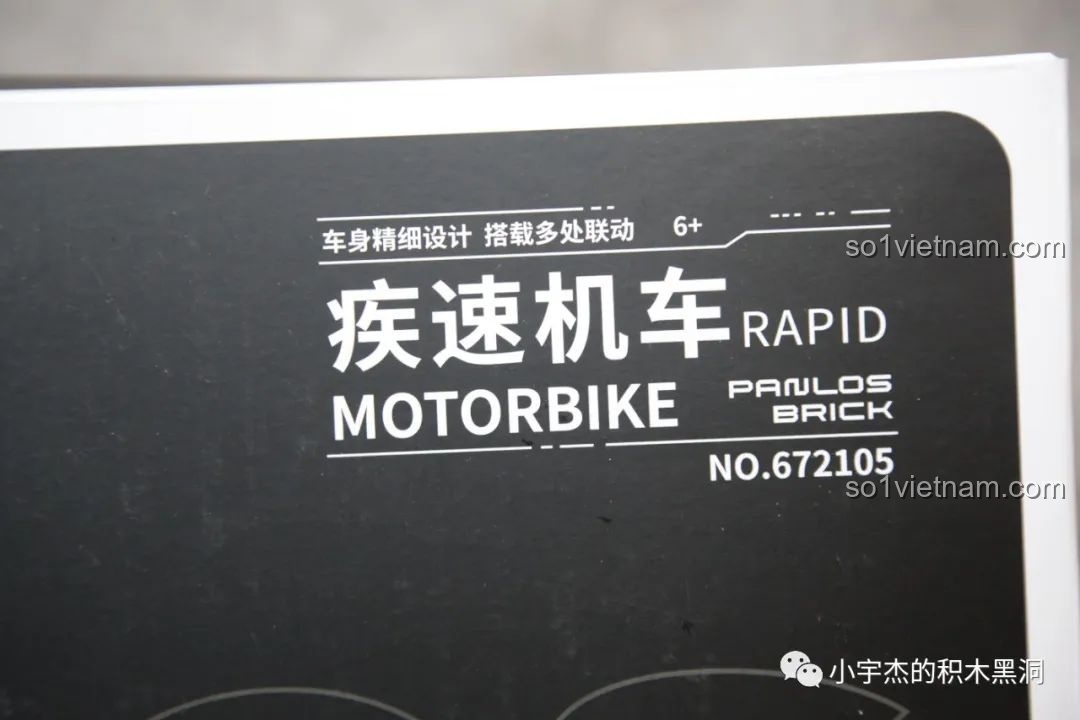 车身精细设计 搭载多处联动 6+
so1vietnam.com
疾速机车 RAPID
MOTORBIKE
PANLOS
BRICK
NO.672105
so1vietnam.com
小宇杰的积木黑洞